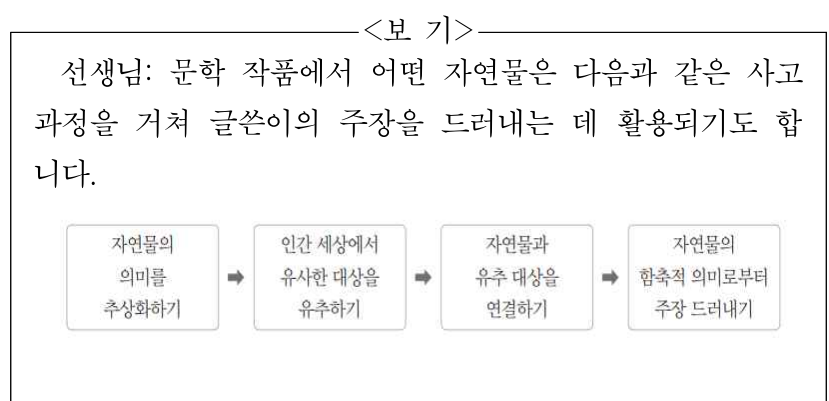 <보 기>
선생님: 문학 작품에서 어떤 자연물은 다음과 같은 사고
과정을 거쳐 글쓴이의 주장을 드러내는 데 활용되기도 합
니다.
자연물의
의미를
추상화하기
➡
인간 세상에서
유사한 대상을
유추하기
➡
자연물과
유추 대상을
연결하기
➡
자연물의
함축적 의미로부터
주장 드러내기